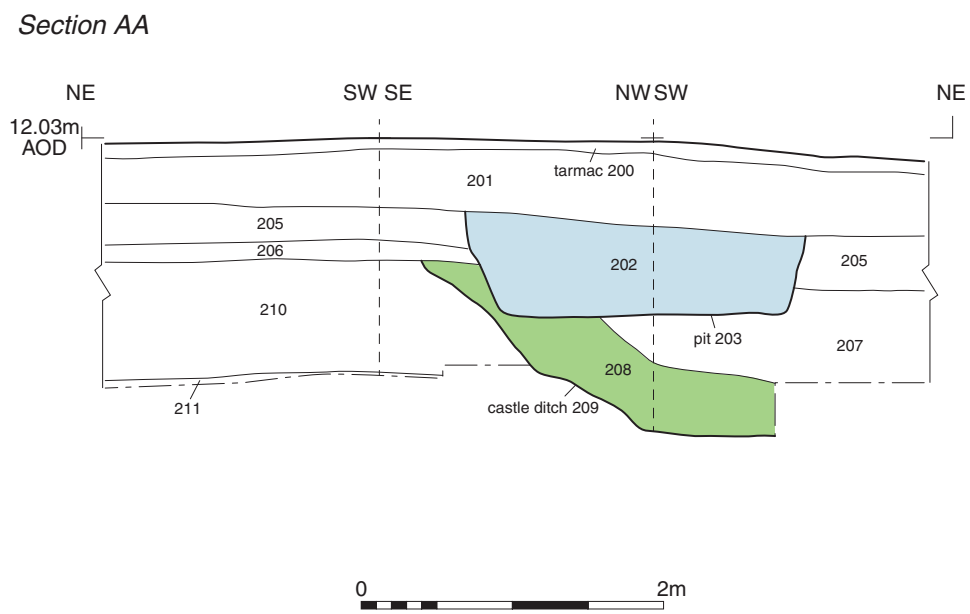 Section AA
NE
SW SE
NW SW
NE
12.03m
AOD
tarmac 200
201
205
206
202
205
210
pit 203
207
208
211
castle ditch 209
0
2m